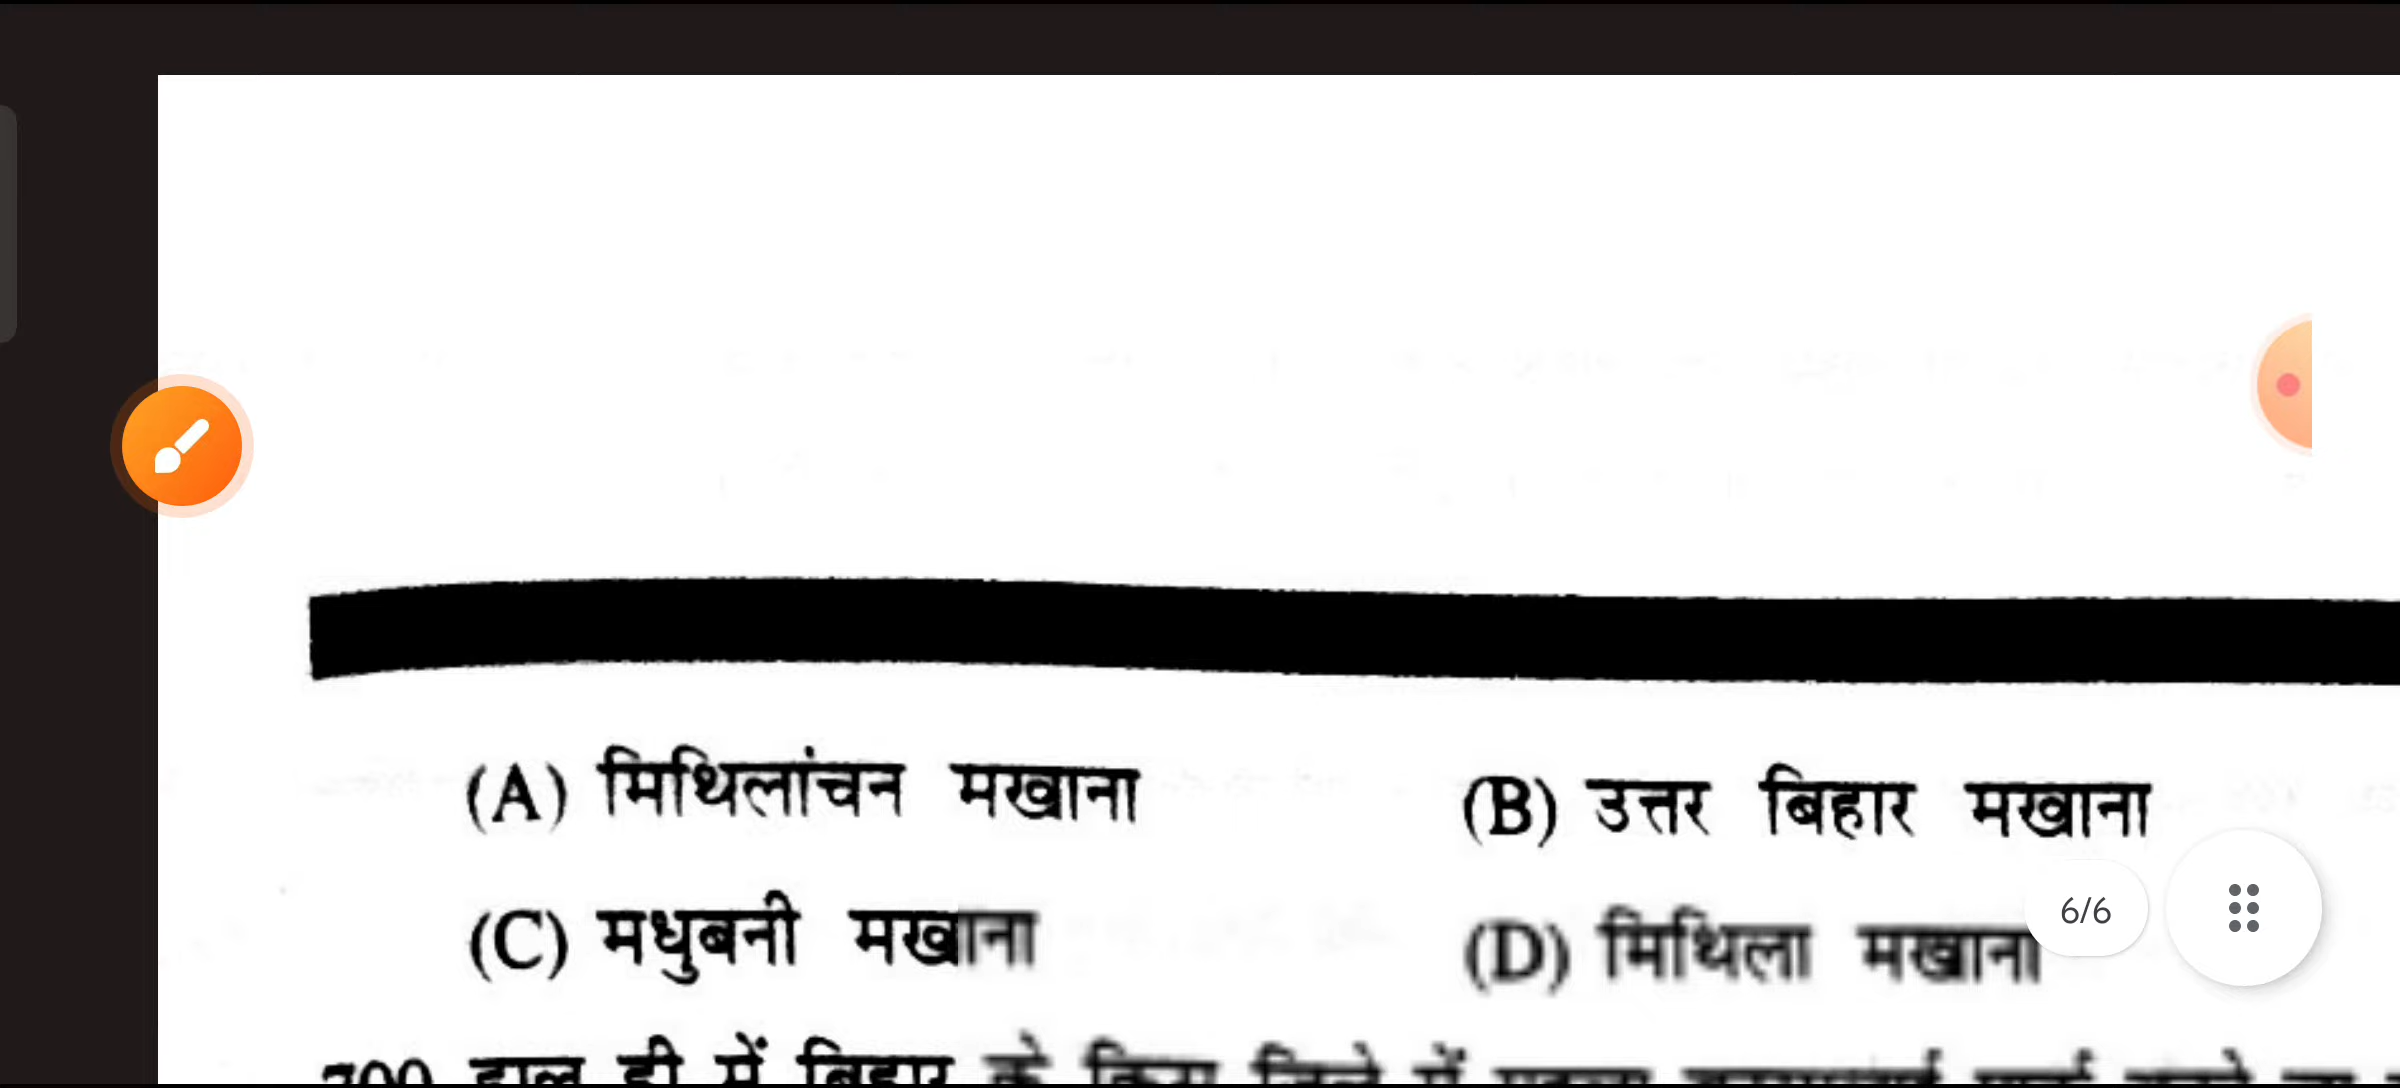 (A) मिथिलांचन मखाना (B) उत्तर बिहार मखाना
(C) मधुबनी मखाना (D) मिथिला मखाना
6/6
हाल ही में बिहार के किस जिले में